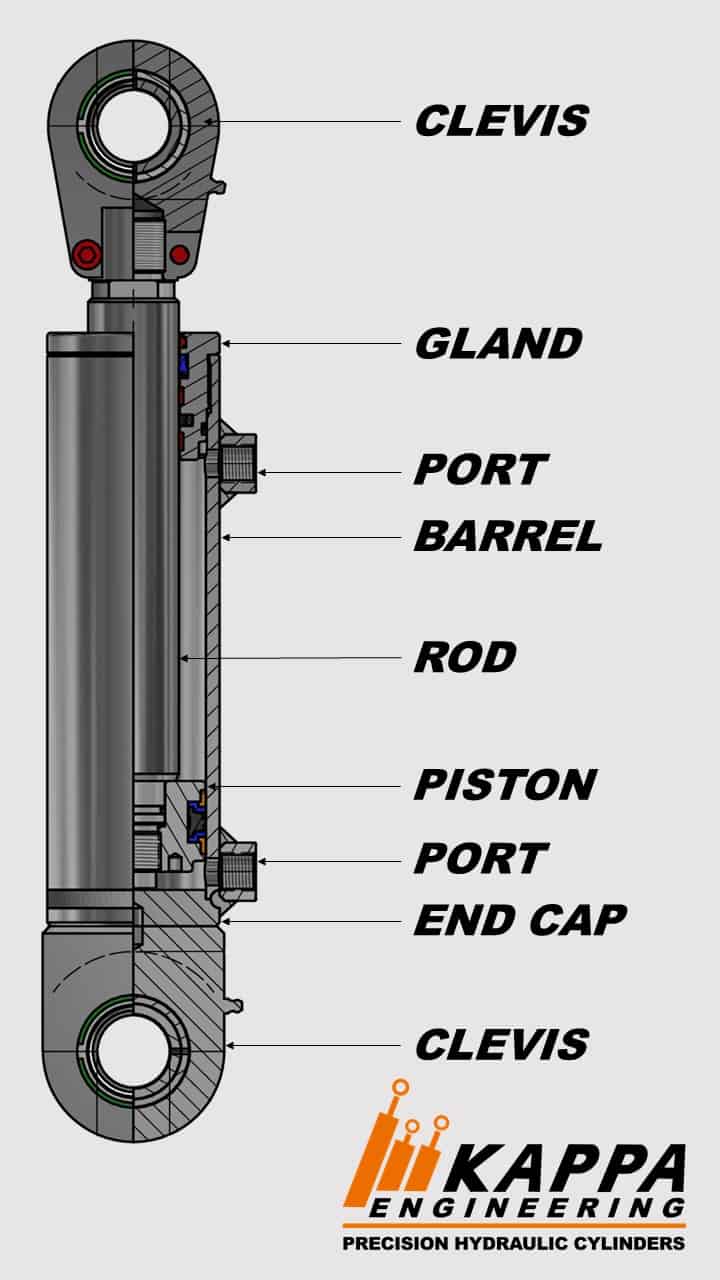 CLEVIS
GLAND
PORT
BARREL
ROD
PISTON
PORT
END CAP
CLEVIS
KAPPA
ENGINEERING
PRECISION HYDRAULIC CYLINDERS